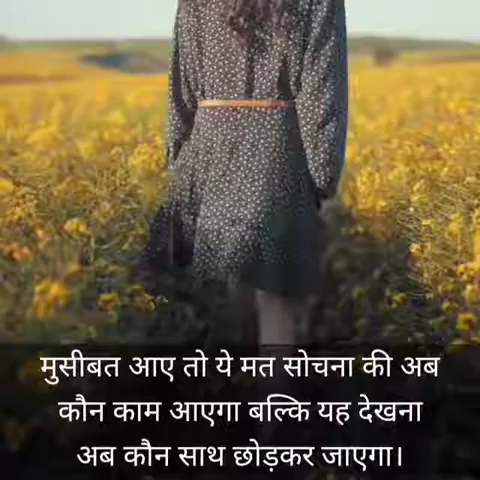 मुसीबत आए तो ये मत सोचना की अब
कौन काम आएगा बल्कि यह देखना
अब कौन साथ छोड़कर जाएगा।